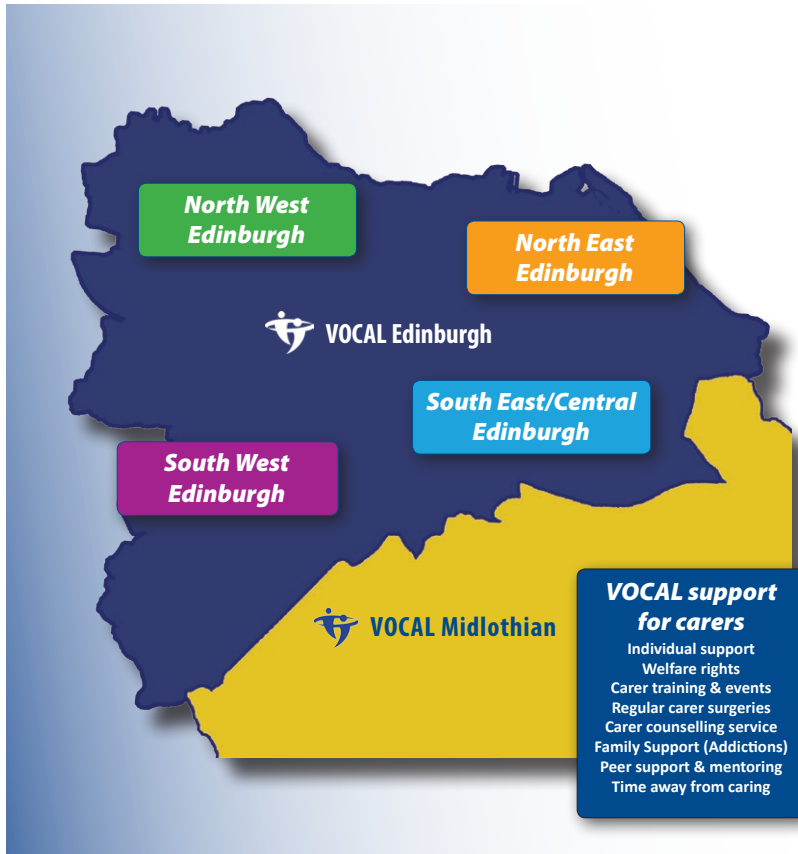 North West
Edinburgh
North East
Edinburgh
VOCAL Edinburgh
South East/Central
Edinburgh
South West
Edinburgh
VOCAL Midlothian
VOCAL support
for carers
Individual support
Welfare rights
Carer training & events
Regular carer surgeries
Carer counselling service
Family Support (Addictions)
Peer support & mentoring
Time away from caring